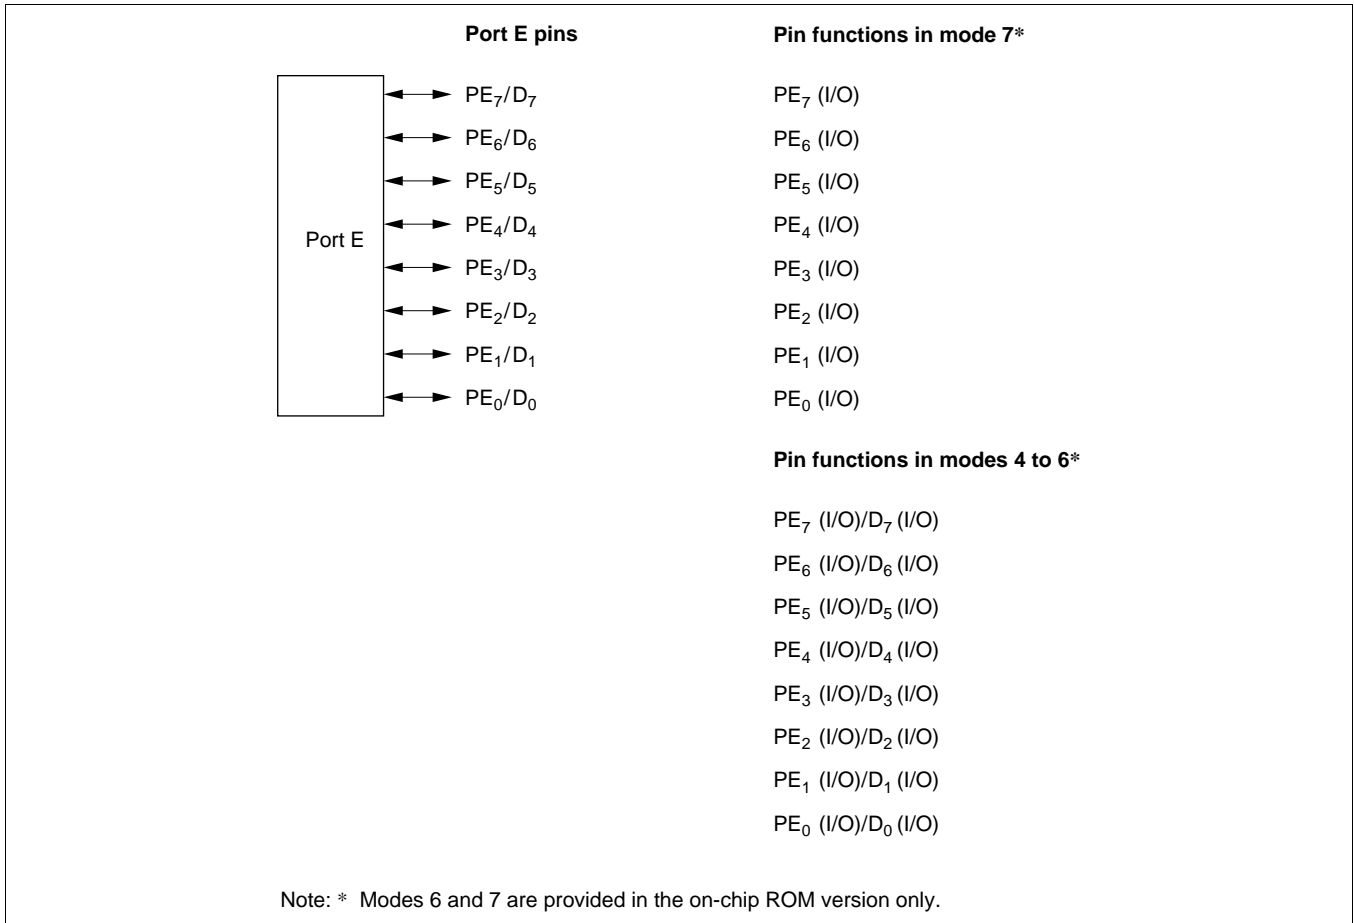 Port E pins Pin functions in mode 7*
Port E
PE₇/D₇ PE₇ (I/O)
PE₆/D₆ PE₆ (I/O)
PE₅/D₅ PE₅ (I/O)
PE₄/D₄ PE₄ (I/O)
PE₃/D₃ PE₃ (I/O)
PE₂/D₂ PE₂ (I/O)
PE₁/D₁ PE₁ (I/O)
PE₀/D₀ PE₀ (I/O)
Pin functions in modes 4 to 6*
PE₇ (I/O)/D₇ (I/O)
PE₆ (I/O)/D₆ (I/O)
PE₅ (I/O)/D₅ (I/O)
PE₄ (I/O)/D₄ (I/O)
PE₃ (I/O)/D₃ (I/O)
PE₂ (I/O)/D₂ (I/O)
PE₁ (I/O)/D₁ (I/O)
PE₀ (I/O)/D₀ (I/O)
Note: * Modes 6 and 7 are provided in the on-chip ROM version only.